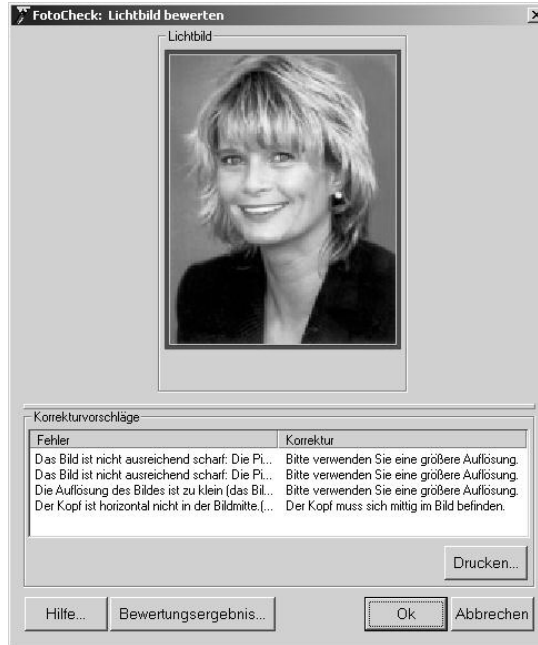 FotoCheck: Lichtbild bewerten
Lichtbild
Korrekturvorschläge
Fehler Korrektur
Das Bild ist nicht ausreichend scharf: Die Pi... Bitte verwenden Sie eine größere Auflösung.
Das Bild ist nicht ausreichend scharf: Die Pi... Bitte verwenden Sie eine größere Auflösung.
Die Auflösung des Bildes ist zu klein (das Bil... Bitte verwenden Sie eine größere Auflösung.
Der Kopf ist horizontal nicht in der Bildmitte.(... Der Kopf muss sich mittig im Bild befinden.
Drucken...
Hilfe... Bewertungsergebnis... Ok Abbrechen